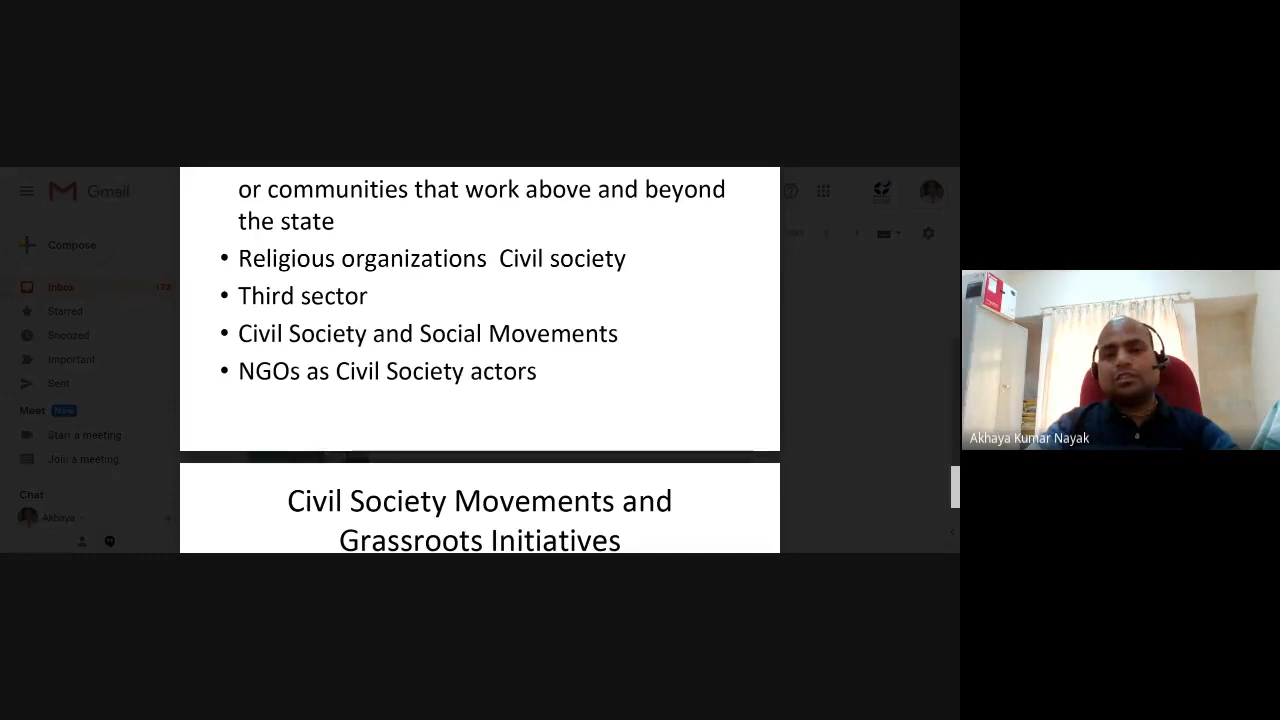 Gmail
Compose
Inbox
Starred
Snoozed
Important
Sent
Meet New
Start a meeting
Join a meeting
Chat
Akhaya
or communities that work above and beyond
the state
• Religious organizations  Civil society
• Third sector
• Civil Society and Social Movements
• NGOs as Civil Society actors
Civil Society Movements and
Grassroots Initiatives
Akhaya Kumar Nayak